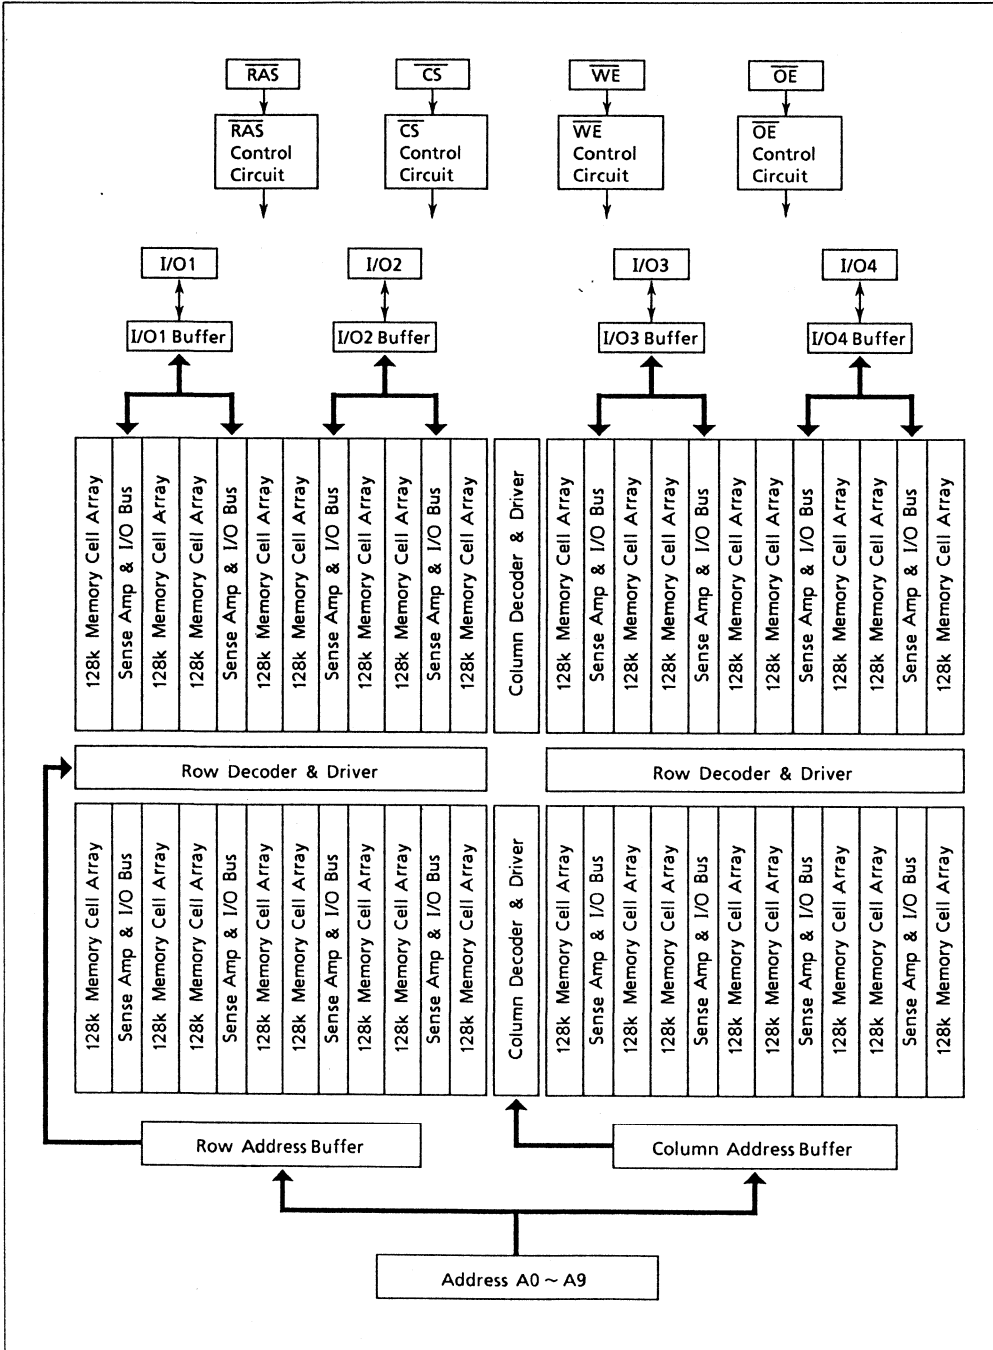 R̅A̅S̅ C̅S̅ W̅E̅ O̅E̅
R̅A̅S̅
Control
Circuit
C̅S̅
Control
Circuit
W̅E̅
Control
Circuit
O̅E̅
Control
Circuit
I/O1 I/O2 I/O3 I/O4
I/O1 Buffer I/O2 Buffer I/O3 Buffer I/O4 Buffer
128k Memory Cell Array
Sense Amp & I/O Bus
128k Memory Cell Array
128k Memory Cell Array
Sense Amp & I/O Bus
128k Memory Cell Array
128k Memory Cell Array
Sense Amp & I/O Bus
128k Memory Cell Array
128k Memory Cell Array
Sense Amp & I/O Bus
128k Memory Cell Array
Column Decoder & Driver
128k Memory Cell Array
Sense Amp & I/O Bus
128k Memory Cell Array
128k Memory Cell Array
Sense Amp & I/O Bus
128k Memory Cell Array
128k Memory Cell Array
Sense Amp & I/O Bus
128k Memory Cell Array
128k Memory Cell Array
Sense Amp & I/O Bus
128k Memory Cell Array
Row Decoder & Driver
Row Decoder & Driver
128k Memory Cell Array
Sense Amp & I/O Bus
128k Memory Cell Array
128k Memory Cell Array
Sense Amp & I/O Bus
128k Memory Cell Array
128k Memory Cell Array
Sense Amp & I/O Bus
128k Memory Cell Array
128k Memory Cell Array
Sense Amp & I/O Bus
128k Memory Cell Array
Column Decoder & Driver
128k Memory Cell Array
Sense Amp & I/O Bus
128k Memory Cell Array
128k Memory Cell Array
Sense Amp & I/O Bus
128k Memory Cell Array
128k Memory Cell Array
Sense Amp & I/O Bus
128k Memory Cell Array
128k Memory Cell Array
Sense Amp & I/O Bus
128k Memory Cell Array
Row Address Buffer
Column Address Buffer
Address A0 ~ A9